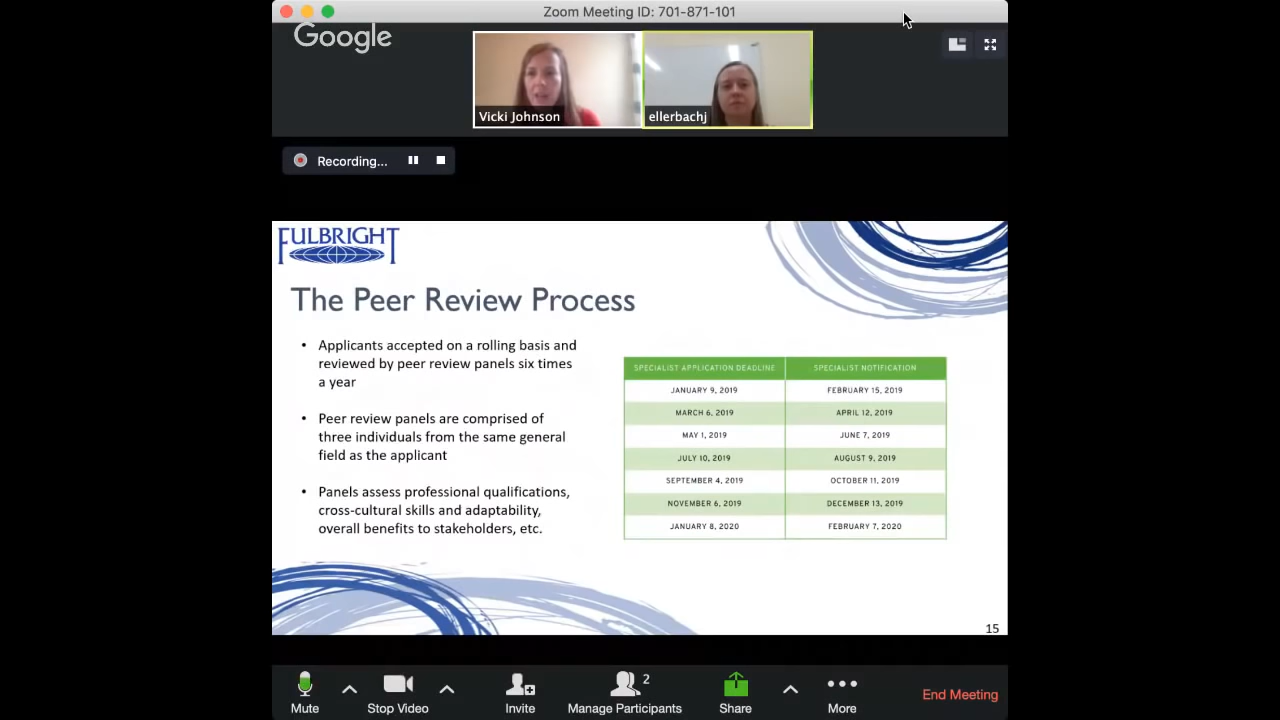 Zoom Meeting ID: 701-871-101
Google
Vicki Johnson
ellerbachj
Recording...
FULBRIGHT
The Peer Review Process
• Applicants accepted on a rolling basis and
reviewed by peer review panels six times
a year
• Peer review panels are comprised of
three individuals from the same general
field as the applicant
• Panels assess professional qualifications,
cross-cultural skills and adaptability,
overall benefits to stakeholders, etc.
SPECIALIST APPLICATION DEADLINE SPECIALIST NOTIFICATION
JANUARY 9, 2019 FEBRUARY 15, 2019
MARCH 6, 2019 APRIL 12, 2019
MAY 1, 2019 JUNE 7, 2019
JULY 10, 2019 AUGUST 9, 2019
SEPTEMBER 4, 2019 OCTOBER 11, 2019
NOVEMBER 6, 2019 DECEMBER 13, 2019
JANUARY 8, 2020 FEBRUARY 7, 2020
15
2
Mute Stop Video Invite Manage Participants Share More End Meeting